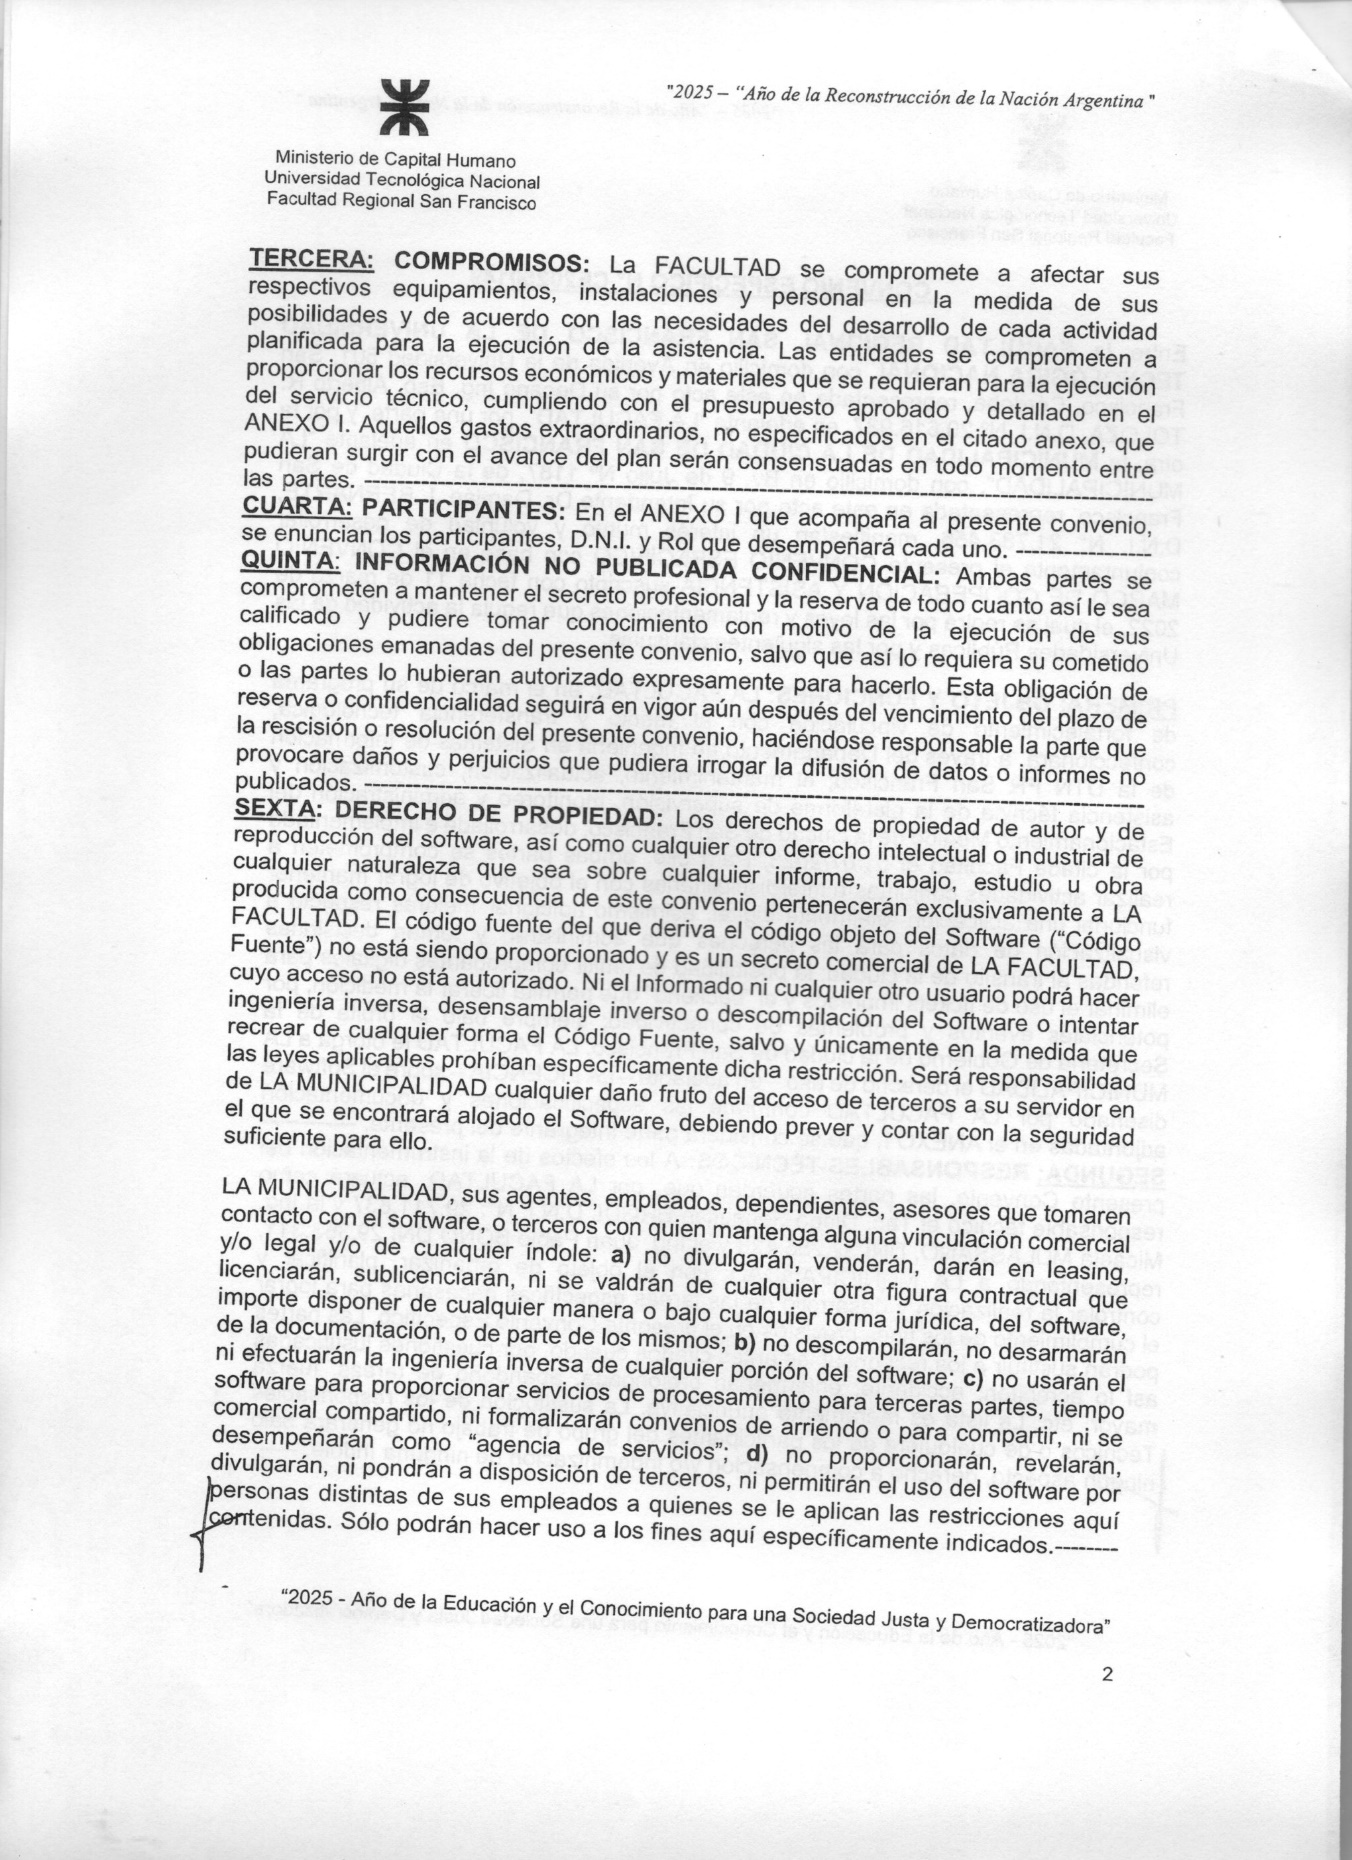 "2025 – "Año de la Reconstrucción de la Nación Argentina "
Ministerio de Capital Humano
Universidad Tecnológica Nacional
Facultad Regional San Francisco
TERCERA: COMPROMISOS: La FACULTAD se compromete a afectar sus
respectivos equipamientos, instalaciones y personal en la medida de sus
posibilidades y de acuerdo con las necesidades del desarrollo de cada actividad
planificada para la ejecución de la asistencia. Las entidades se comprometen a
proporcionar los recursos económicos y materiales que se requieran para la ejecución
del servicio técnico, cumpliendo con el presupuesto aprobado y detallado en el
ANEXO I. Aquellos gastos extraordinarios, no especificados en el citado anexo, que
pudieran surgir con el avance del plan serán consensuadas en todo momento entre
las partes. ------------------------------------------------------------------------------------------
CUARTA: PARTICIPANTES: En el ANEXO I que acompaña al presente convenio,
se enuncian los participantes, D.N.I. y Rol que desempeñará cada uno. ---------------
QUINTA: INFORMACIÓN NO PUBLICADA CONFIDENCIAL: Ambas partes se
comprometen a mantener el secreto profesional y la reserva de todo cuanto así le sea
calificado y pudiere tomar conocimiento con motivo de la ejecución de sus
obligaciones emanadas del presente convenio, salvo que así lo requiera su cometido
o las partes lo hubieran autorizado expresamente para hacerlo. Esta obligación de
reserva o confidencialidad seguirá en vigor aún después del vencimiento del plazo de
la rescisión o resolución del presente convenio, haciéndose responsable la parte que
provocare daños y perjuicios que pudiera irrogar la difusión de datos o informes no
publicados. ------------------------------------------------------------------------------------------
SEXTA: DERECHO DE PROPIEDAD: Los derechos de propiedad de autor y de
reproducción del software, así como cualquier otro derecho intelectual o industrial de
cualquier naturaleza que sea sobre cualquier informe, trabajo, estudio u obra
producida como consecuencia de este convenio pertenecerán exclusivamente a LA
FACULTAD. El código fuente del que deriva el código objeto del Software (“Código
Fuente”) no está siendo proporcionado y es un secreto comercial de LA FACULTAD,
cuyo acceso no está autorizado. Ni el Informado ni cualquier otro usuario podrá hacer
ingeniería inversa, desensamblaje inverso o descompilación del Software o intentar
recrear de cualquier forma el Código Fuente, salvo y únicamente en la medida que
las leyes aplicables prohíban específicamente dicha restricción. Será responsabilidad
de LA MUNICIPALIDAD cualquier daño fruto del acceso de terceros a su servidor en
el que se encontrará alojado el Software, debiendo prever y contar con la seguridad
suficiente para ello.
LA MUNICIPALIDAD, sus agentes, empleados, dependientes, asesores que tomaren
contacto con el software, o terceros con quien mantenga alguna vinculación comercial
y/o legal y/o de cualquier índole: a) no divulgarán, venderán, darán en leasing,
licenciarán, sublicenciarán, ni se valdrán de cualquier otra figura contractual que
importe disponer de cualquier manera o bajo cualquier forma jurídica, del software,
de la documentación, o de parte de los mismos; b) no descompilarán, no desarmarán
ni efectuarán la ingeniería inversa de cualquier porción del software; c) no usarán el
software para proporcionar servicios de procesamiento para terceras partes, tiempo
comercial compartido, ni formalizarán convenios de arriendo o para compartir, ni se
desempeñarán como “agencia de servicios”; d) no proporcionarán, revelarán,
divulgarán, ni pondrán a disposición de terceros, ni permitirán el uso del software por
personas distintas de sus empleados a quienes se le aplican las restricciones aquí
contenidas. Sólo podrán hacer uso a los fines aquí específicamente indicados.--------
“2025 - Año de la Educación y el Conocimiento para una Sociedad Justa y Democratizadora”
2